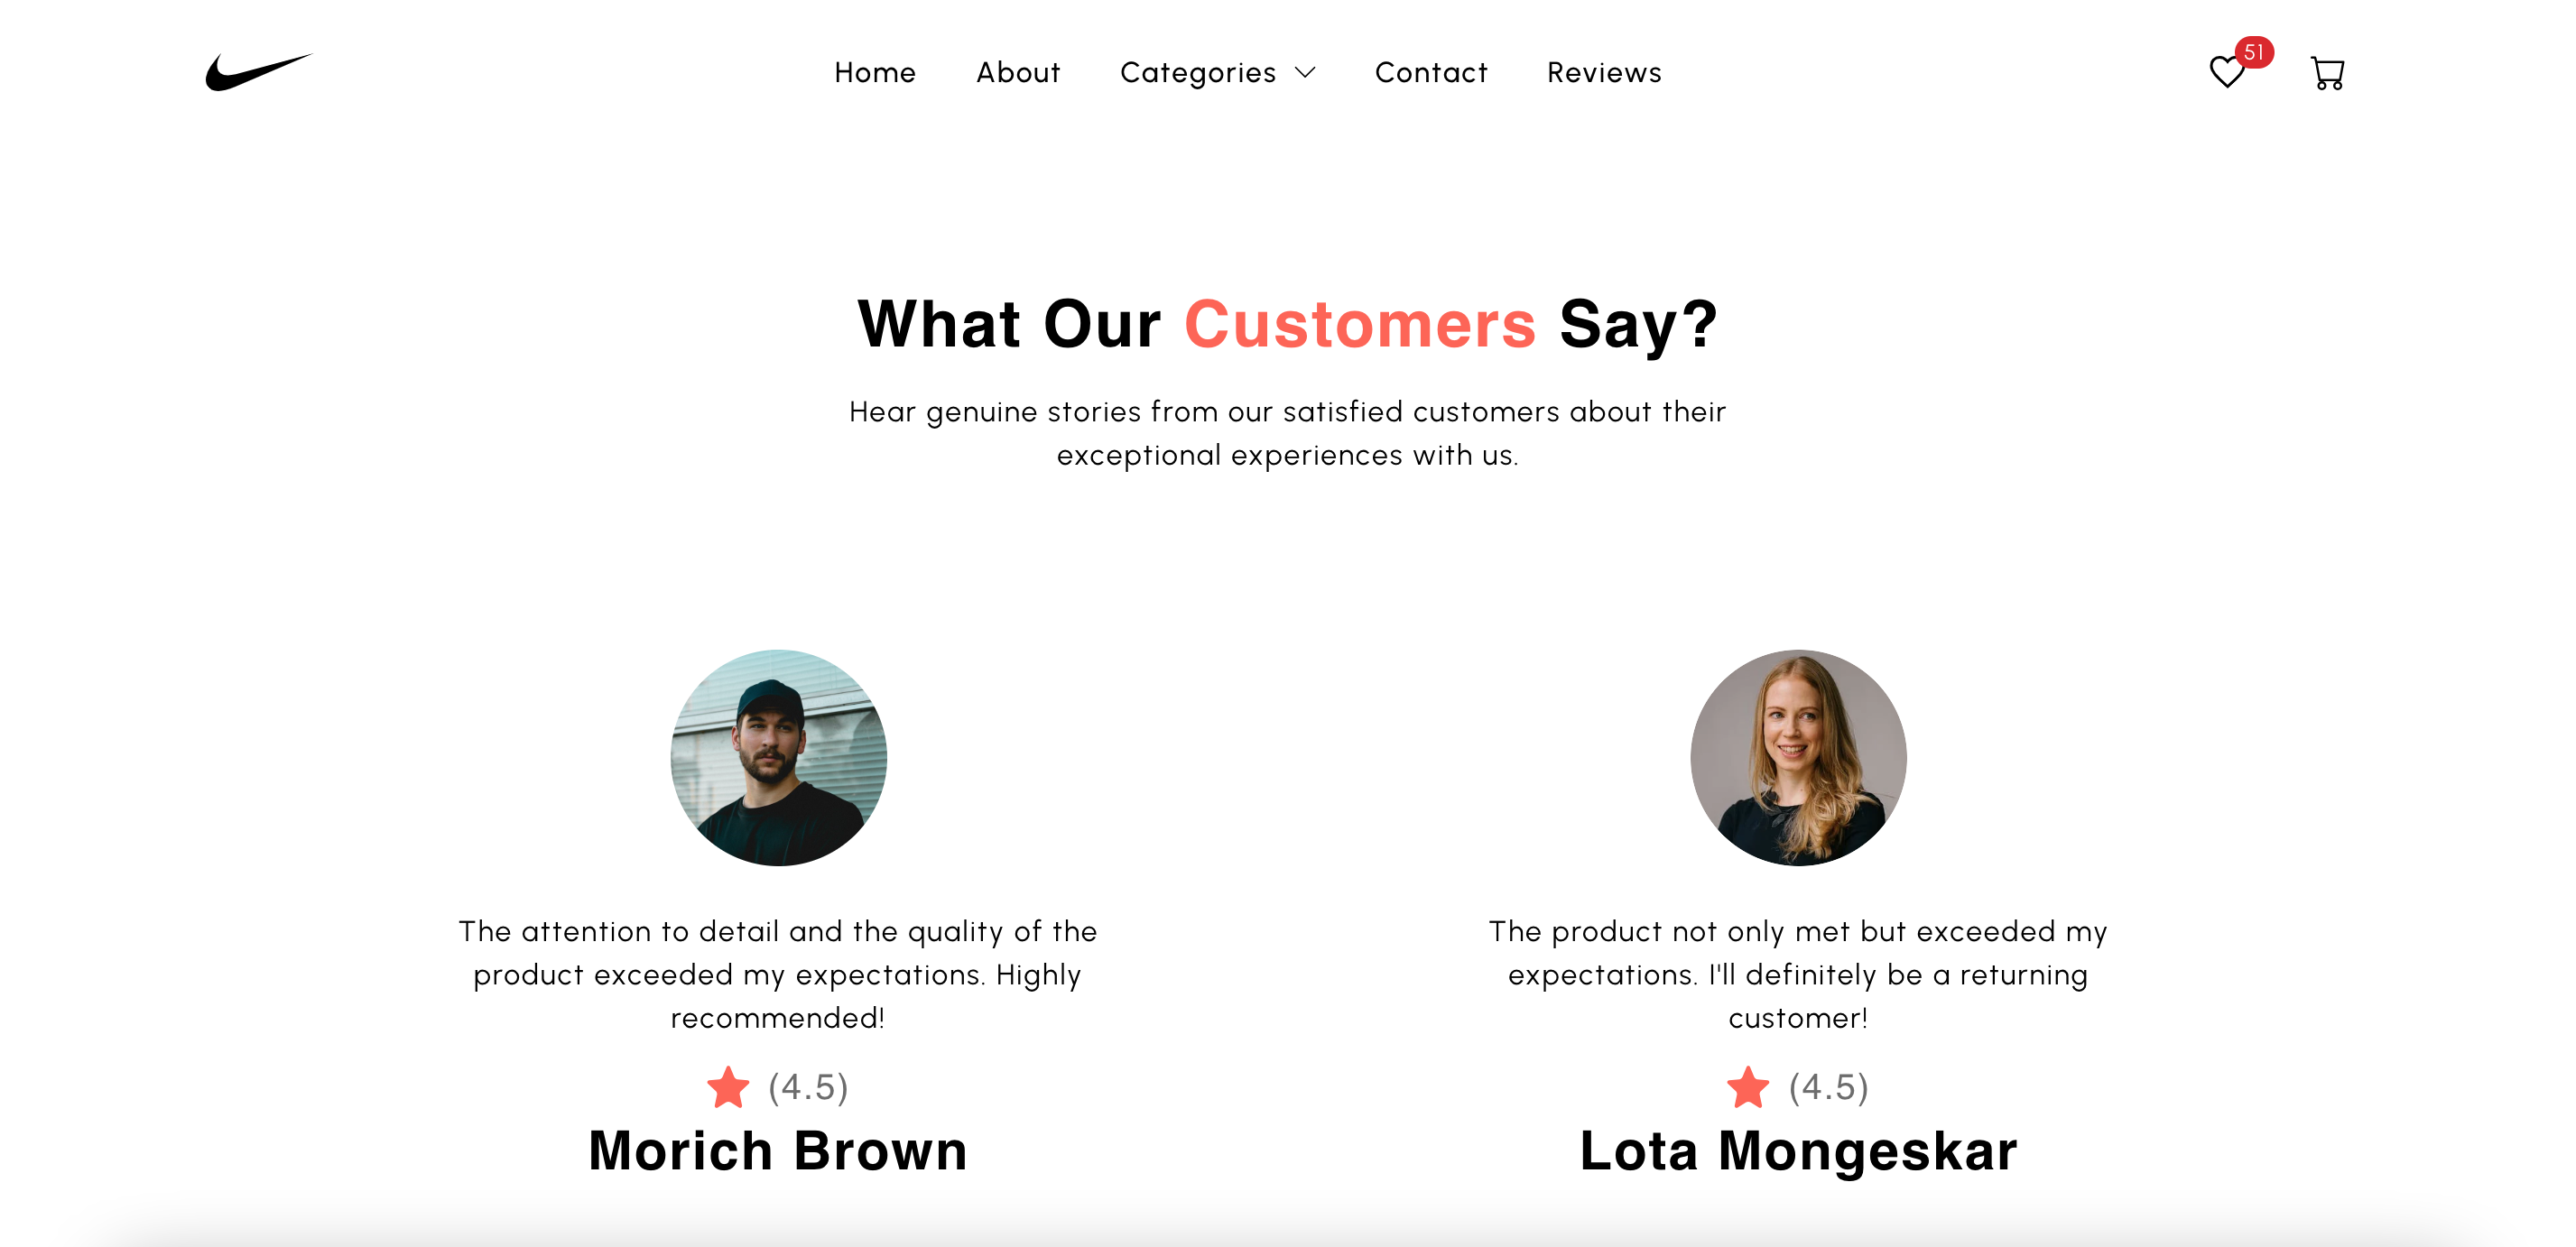 Home About Categories Contact Reviews 51
What Our Customers Say?
Hear genuine stories from our satisfied customers about their
exceptional experiences with us.
The attention to detail and the quality of the
product exceeded my expectations. Highly
recommended!
(4.5)
Morich Brown
The product not only met but exceeded my
expectations. I'll definitely be a returning
customer!
(4.5)
Lota Mongeskar